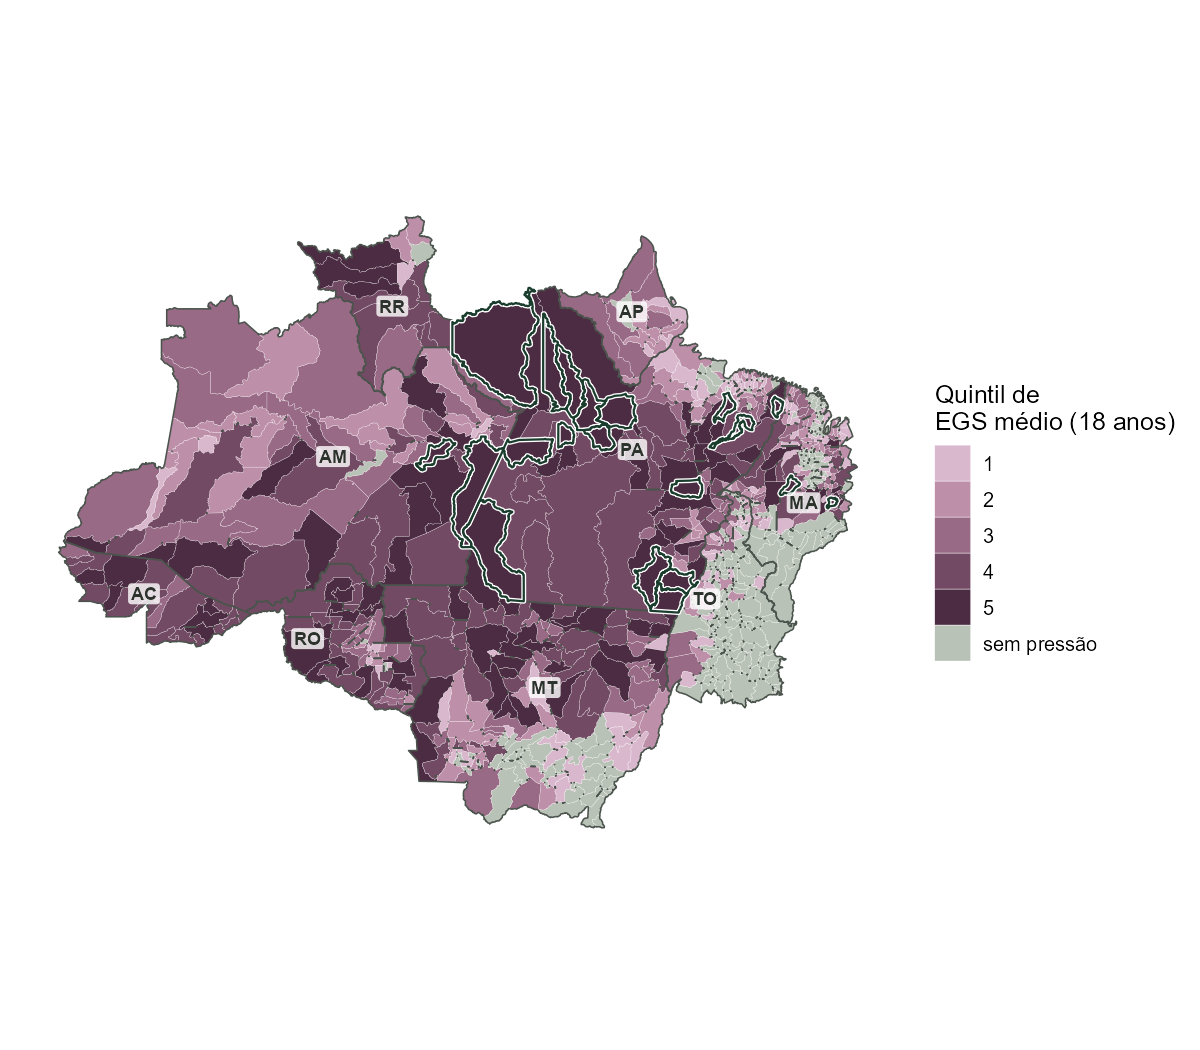 RR
AP
AM
PA
MA
AC
TO
RO
MT
Quintil de
EGS médio (18 anos)
1
2
3
4
5
sem pressão